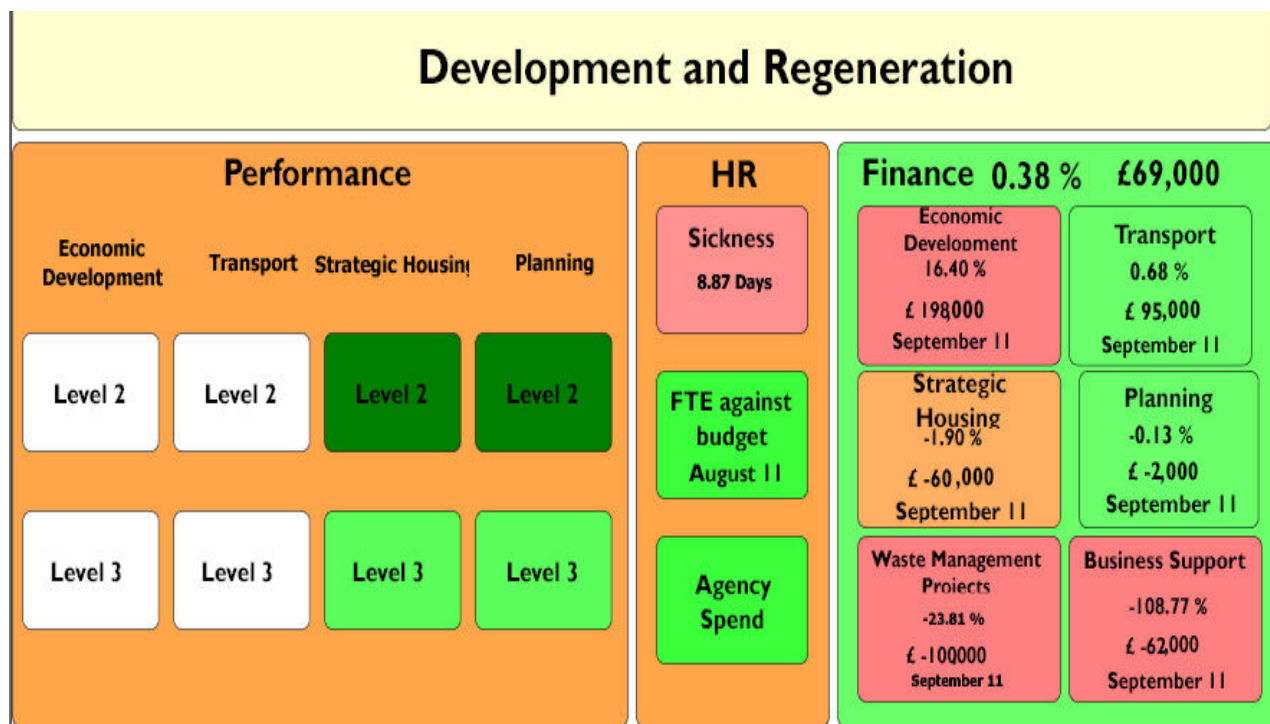 Development and Regeneration
Performance
Economic
Development
Transport
Strategic Housing
Planning
Level 2
Level 2
Level 2
Level 2
Level 3
Level 3
Level 3
Level 3
HR
Sickness
8.87 Days
FTE against
budget
August 11
Agency
Spend
Finance 0.38 % £69,000
Economic
Development
16.40 %
£ 198,000
September 11
Transport
0.68 %
£ 95,000
September 11
Strategic
Housing
-1.90 %
£ -60,000
September 11
Planning
-0.13 %
£ -2,000
September 11
Waste Management
Projects
-23.81 %
£ -100,000
September 11
Business Support
-108.77 %
£ -62,000
September 11